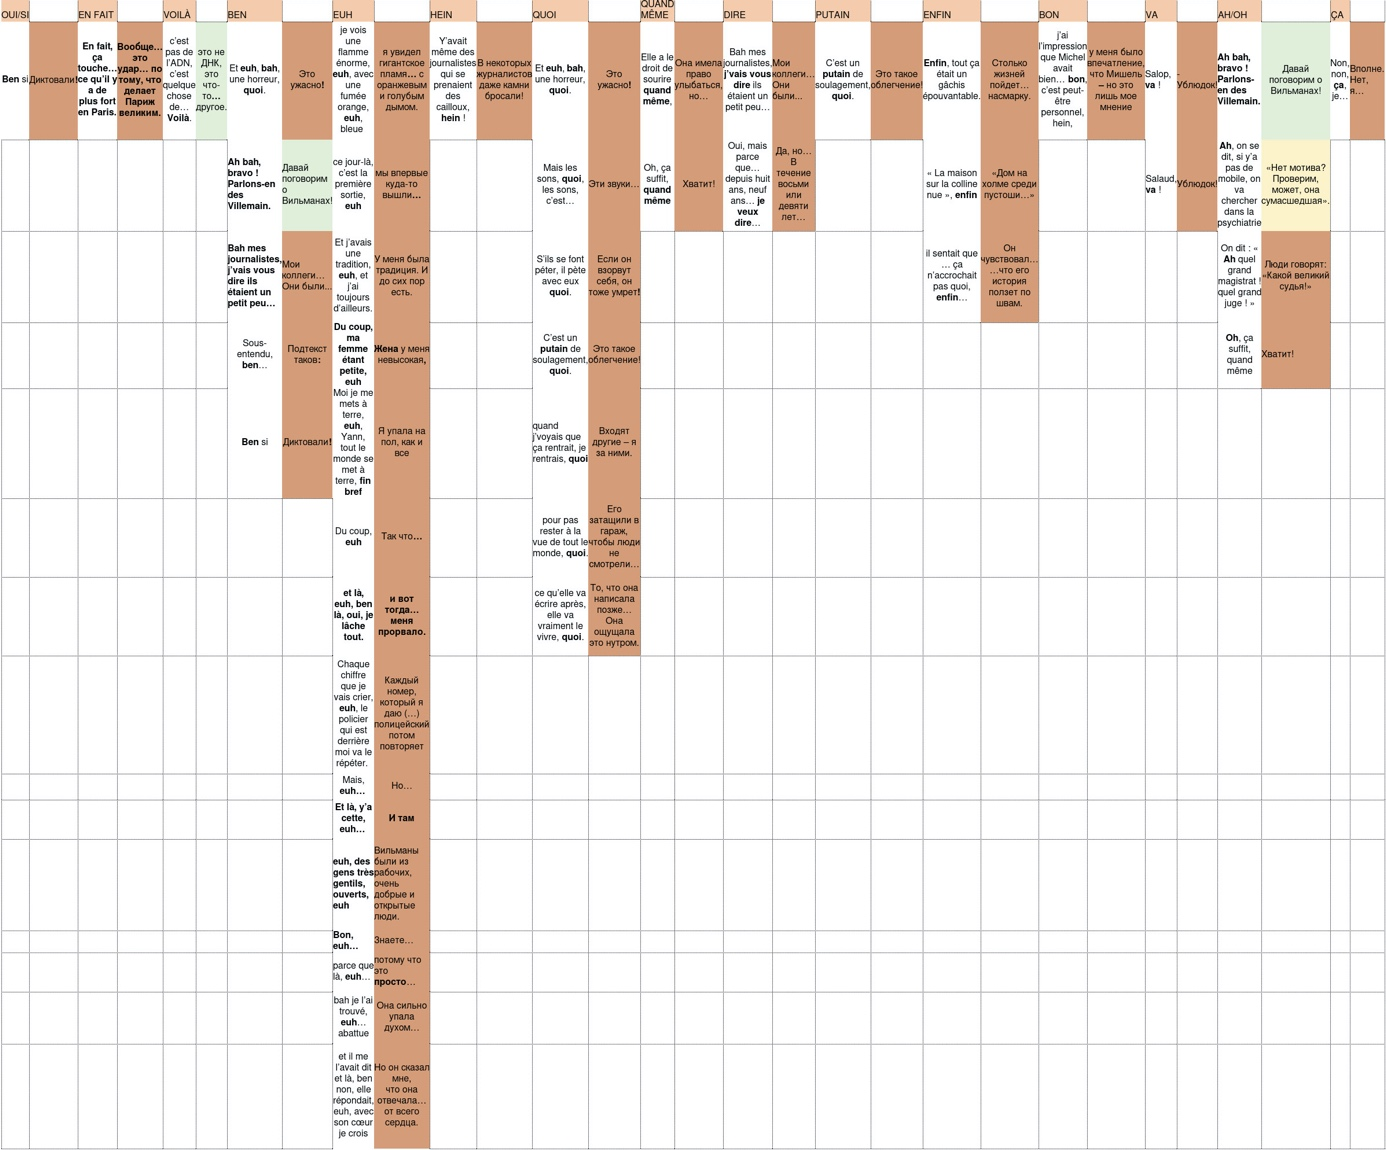 OUI/SI
EN FAIT
VOILÀ
BEN
EUH
HEIN
QUOI
QUAND
MÊME
DIRE
PUTAIN
ENFIN
BON
VA
AH/OH
ÇA
Ben si
Диктовали!
En fait,
ça
touche…
ce qu'il y
a de
plus fort
en Paris.
Вообще…
это
удар… по
тому, что
делает
Париж
великим.
c'est
pas de
l'ADN,
c'est
quelque
chose
de…
Voilà.
это не
ДНК,
это
что-
то…
другое.
Et euh, bah,
une horreur,
quoi.
Это
ужасно!
je vois
une
flamme
énorme,
euh, avec
une
fumée
orange,
euh,
bleue
я увидел
гигантское
пламя… с
оранжевым
и голубым
дымом.
Y'avait
même des
journalistes
qui se
prenaient
des
cailloux,
hein !
В некоторых
журналистов
даже камни
бросали!
Et euh, bah,
une horreur,
quoi.
Это
ужасно!
Elle a le
droit de
sourire
quand
même,
Она имела
право
улыбаться,
но…
Bah mes
journalistes,
j'vais vous
dire ils
étaient un
petit peu…
Мои
коллеги…
Они
были...
C'est un
putain de
soulagement,
quoi.
Это такое
облегчение!
Enfin, tout ça
était un
gâchis
épouvantable.
Столько
жизней
пойдет…
насмарку.
j'ai
l'impression
que Michel
avait
bien… bon,
c'est peut-
être
personnel,
hein,
у меня было
впечатление,
что Мишель
– но это
лишь мое
мнение
Salop,
va !
-
Ублюдок!
Ah bah,
bravo !
Parlons-
en des
Villemain.
Давай
поговорим о
Вильманах!
Non,
non,
ça,
je…
Вполне.
Нет,
я…
Ah bah,
bravo !
Parlons-en
des
Villemain.
Давай
поговорим
о
Вильманах!
ce jour-là,
c'est la
première
sortie,
euh
мы впервые
куда-то
вышли…
Mais les
sons, quoi,
les sons,
c'est…
Эти звуки…
Oh, ça
suffit,
quand
même
Хватит!
Oui, mais
parce
que…
depuis huit
ans, neuf
ans… je
veux
dire…
Да, но…
В
течение
восьми
или
девяти
лет…
« La maison
sur la colline
nue », enfin
«Дом на
холме среди
пустоши…»
Salaud,
va !
Ублюдок!
Ah, on se
dit, si y'a
pas de
mobile, on
va
chercher
dans la
psychiatrie
«Нет мотива?
Проверим,
может, она
сумасшедшая».
Bah mes
journalistes,
j'vais vous
dire ils
étaient un
petit peu…
Мои
коллеги…
Они были...
Et j'avais
une
tradition,
euh, et
j'ai
toujours
d'ailleurs.
У меня была
традиция. И
до сих пор
есть.
S'ils se font
péter, il pète
avec eux
quoi.
Если он
взорвут
себя, он
тоже умрет!
il sentait que
… ça
n'accrochait
pas quoi,
enfin…
Он
чувствовал…
…что его
история
ползет по
швам.
On dit : «
Ah quel
grand
magistrat !
quel grand
juge ! »
Люди говорят:
«Какой великий
судья!»
Sous-
entendu,
ben…
Подтекст
таков:
Du coup,
ma
femme
étant
petite,
euh
Жена у меня
невысокая,
C'est un
putain de
soulagement,
quoi.
Это такое
облегчение!
Oh, ça
suffit,
quand
même
Хватит!
Ben si
Диктовали!
Moi je me
mets à
terre,
euh,
Yann,
tout le
monde se
met à
terre, fin
bref
Я упала на
пол, как и
все
quand
j'voyais que
ça rentrait, je
rentrais, quoi
Входят
другие – я
за ними.
Du coup,
euh
Так что…
pour pas
rester à la
vue de tout le
monde, quoi.
Его
затащили в
гараж,
чтобы люди
не
смотрели…
et là,
euh, ben
là, oui, je
lâche
tout.
и вот
тогда…
меня
прорвало.
ce qu'elle va
écrire après,
elle va
vraiment le
vivre, quoi.
То, что она
написала
позже…
Она
ощущала
это нутром.
Chaque
chiffre
que je
vais crier,
euh, le
policier
qui est
derrière
moi va le
répéter.
Каждый
номер,
который я
даю (…)
полицейский
потом
повторяет
Mais,
euh…
Но…
Et là, y'a
cette,
euh…
И там
euh, des
gens très
gentils,
ouverts,
euh
Вильманы
были из
рабочих,
очень
добрые и
открытые
люди.
Bon,
euh…
Знаете…
parce que
là, euh…
потому что
это
просто…
bah je l'ai
trouvé,
euh…
abattue
Она сильно
упала
духом…
et il me
l'avait dit
et là, ben
non, elle
répondait,
euh, avec
son cœur
je crois
Но он сказал
мне,
что она
отвечала…
от всего
сердца.